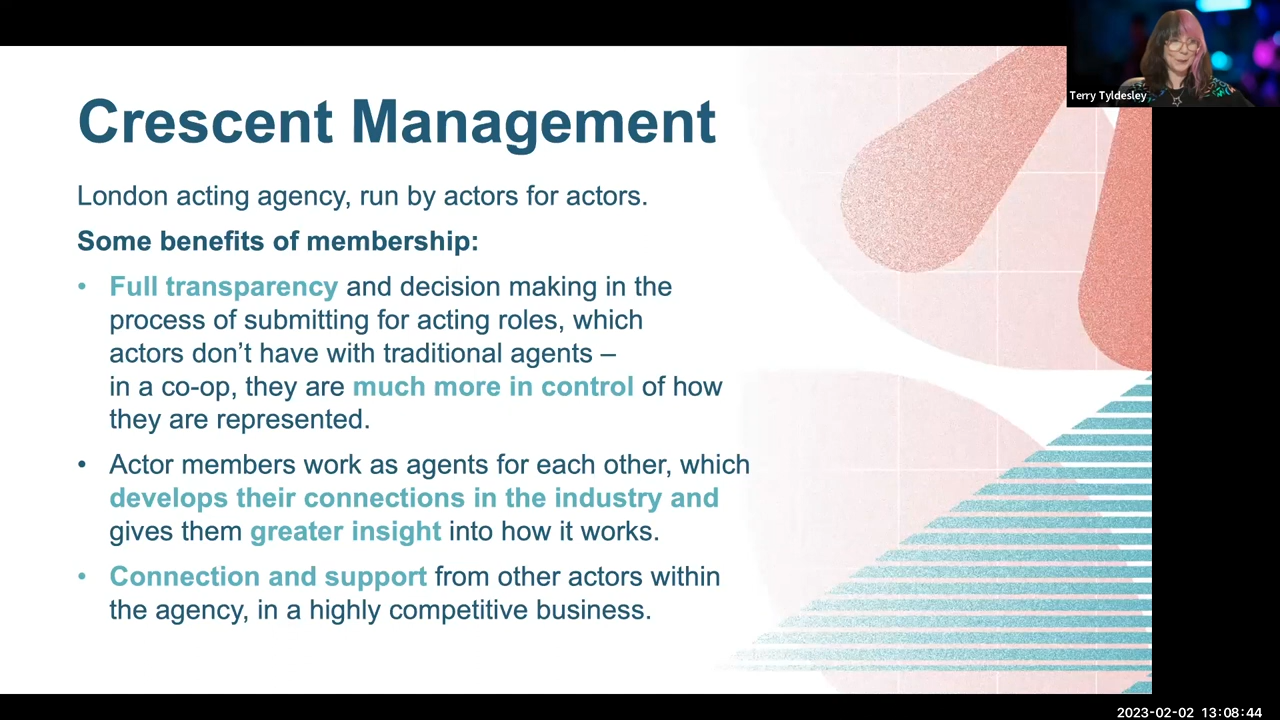 Terry Tyldesley
Crescent Management
London acting agency, run by actors for actors.
Some benefits of membership:
• Full transparency and decision making in the
process of submitting for acting roles, which
actors don’t have with traditional agents –
in a co-op, they are much more in control of how
they are represented.
• Actor members work as agents for each other, which
develops their connections in the industry and
gives them greater insight into how it works.
• Connection and support from other actors within
the agency, in a highly competitive business.
2023-02-02 13:08:44